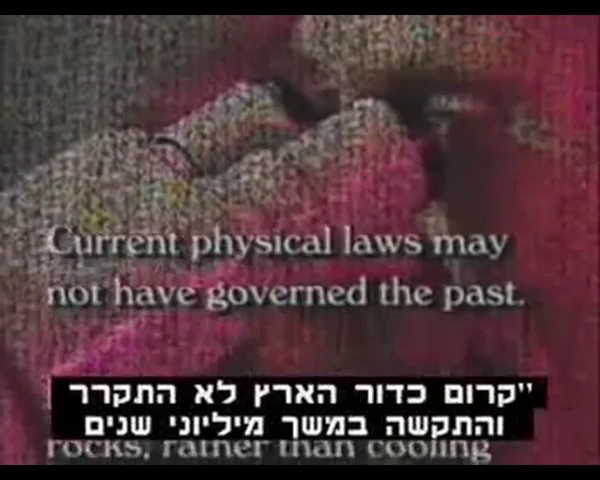 Current physical laws may
not have governed the past.
"קרום כדור הארץ לא התקרר
והתקשה במשך מיליוני שנים
rocks, rather than cooling